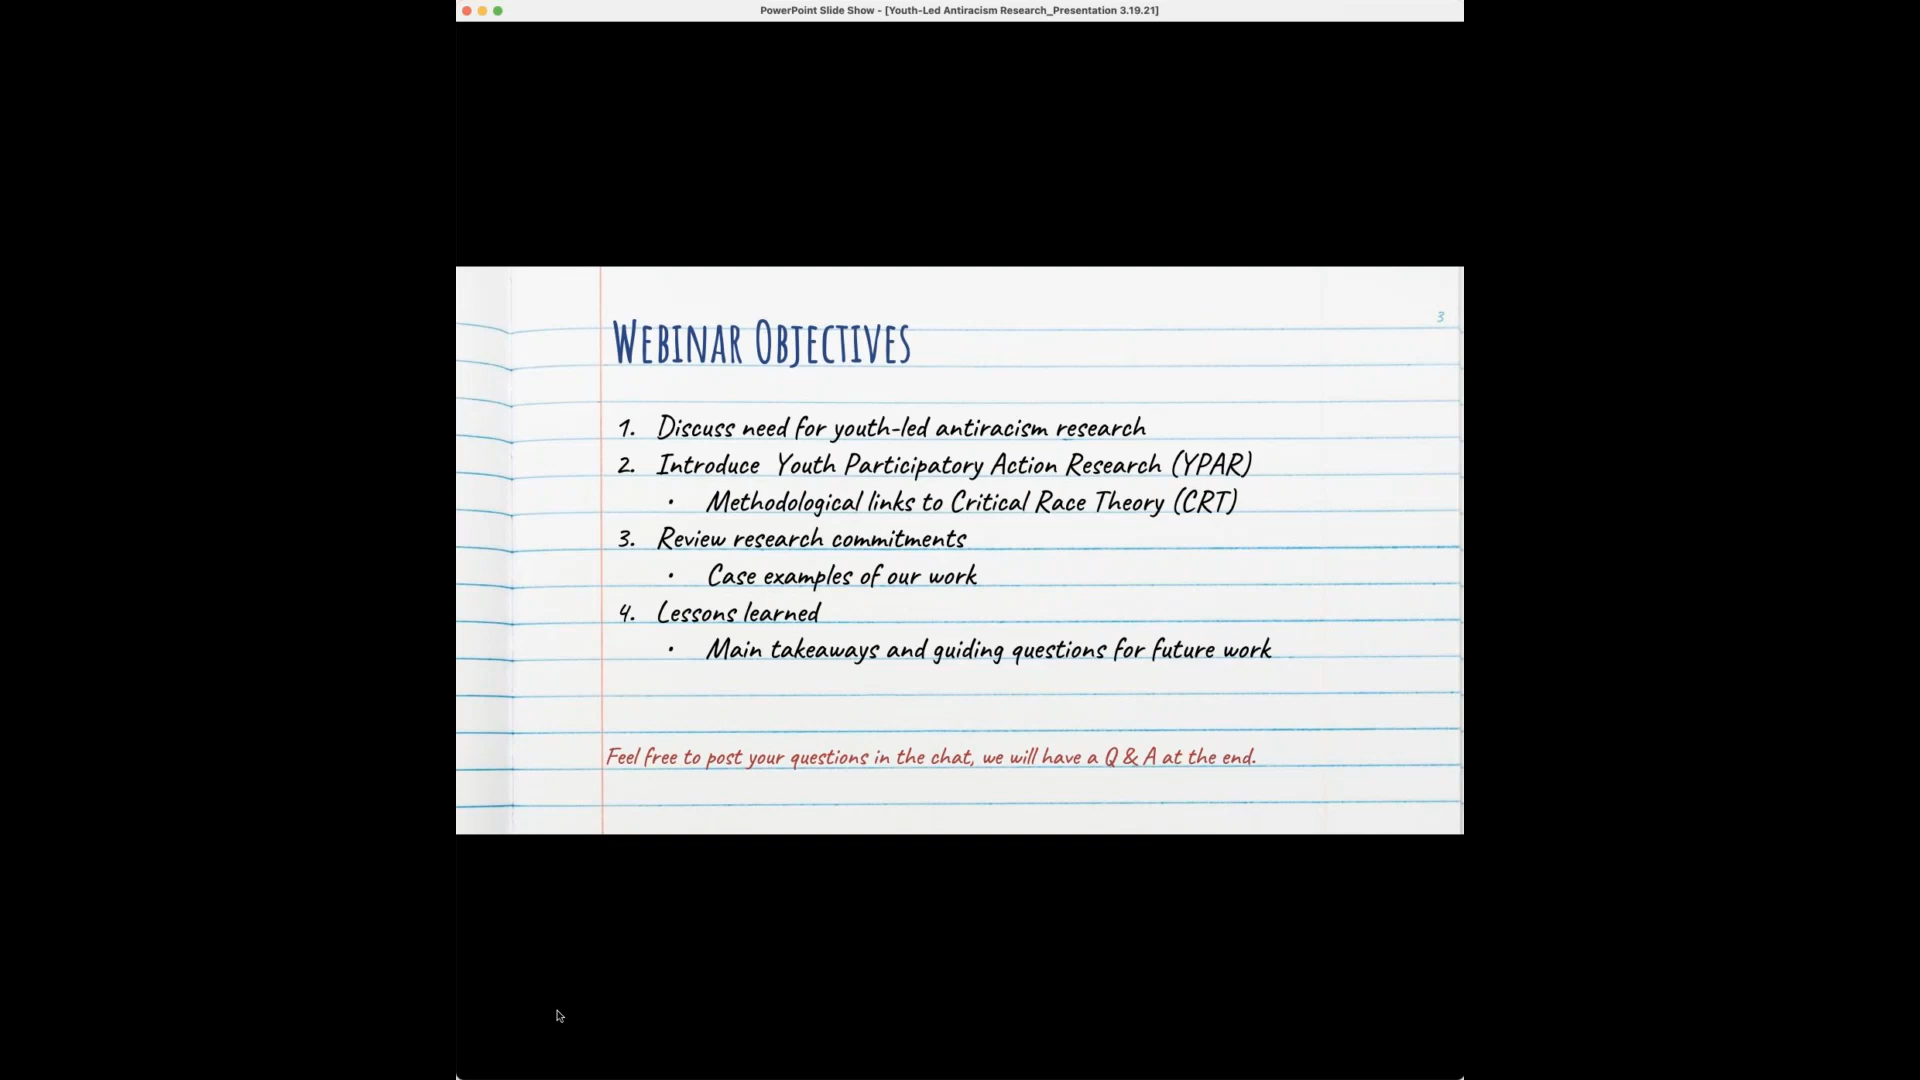 PowerPoint Slide Show - [Youth-Led Antiracism Research_Presentation 3.19.21]
3
Webinar Objectives
1. Discuss need for youth-led antiracism research
2. Introduce Youth Participatory Action Research (YPAR)
• Methodological links to Critical Race Theory (CRT)
3. Review research commitments
• Case examples of our work
4. Lessons learned
• Main takeaways and guiding questions for future work
Feel free to post your questions in the chat, we will have a Q & A at the end.